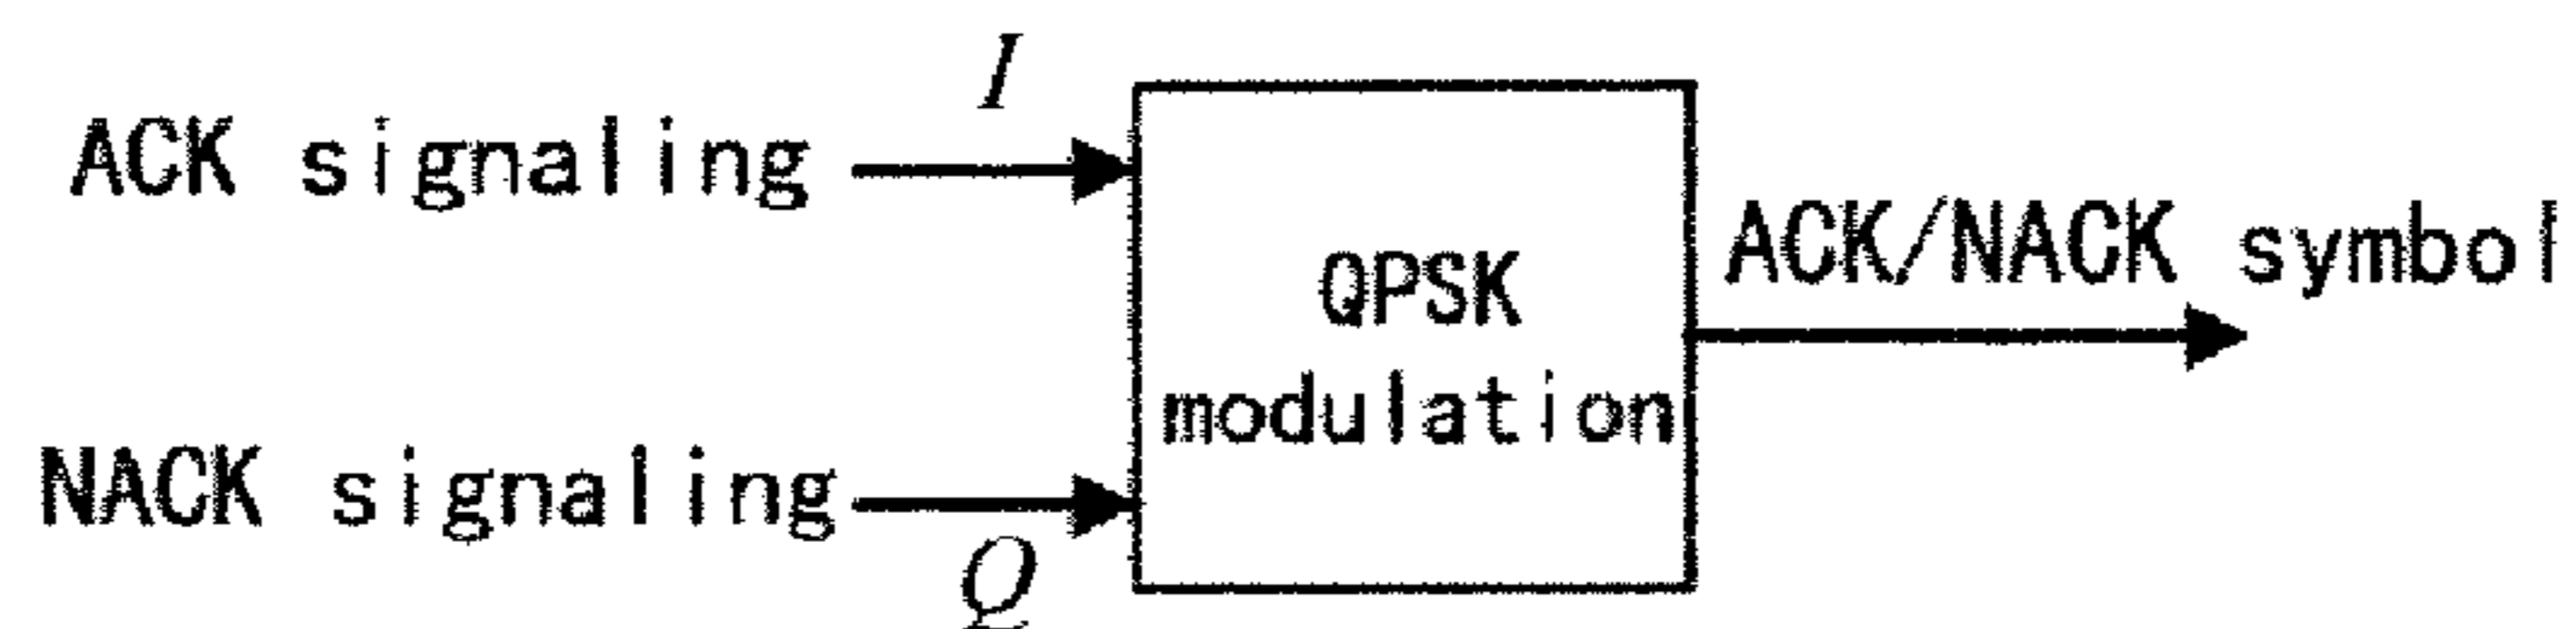 I
ACK signaling
QPSK
modulation
ACK/NACK symbol
NACK signaling
Q